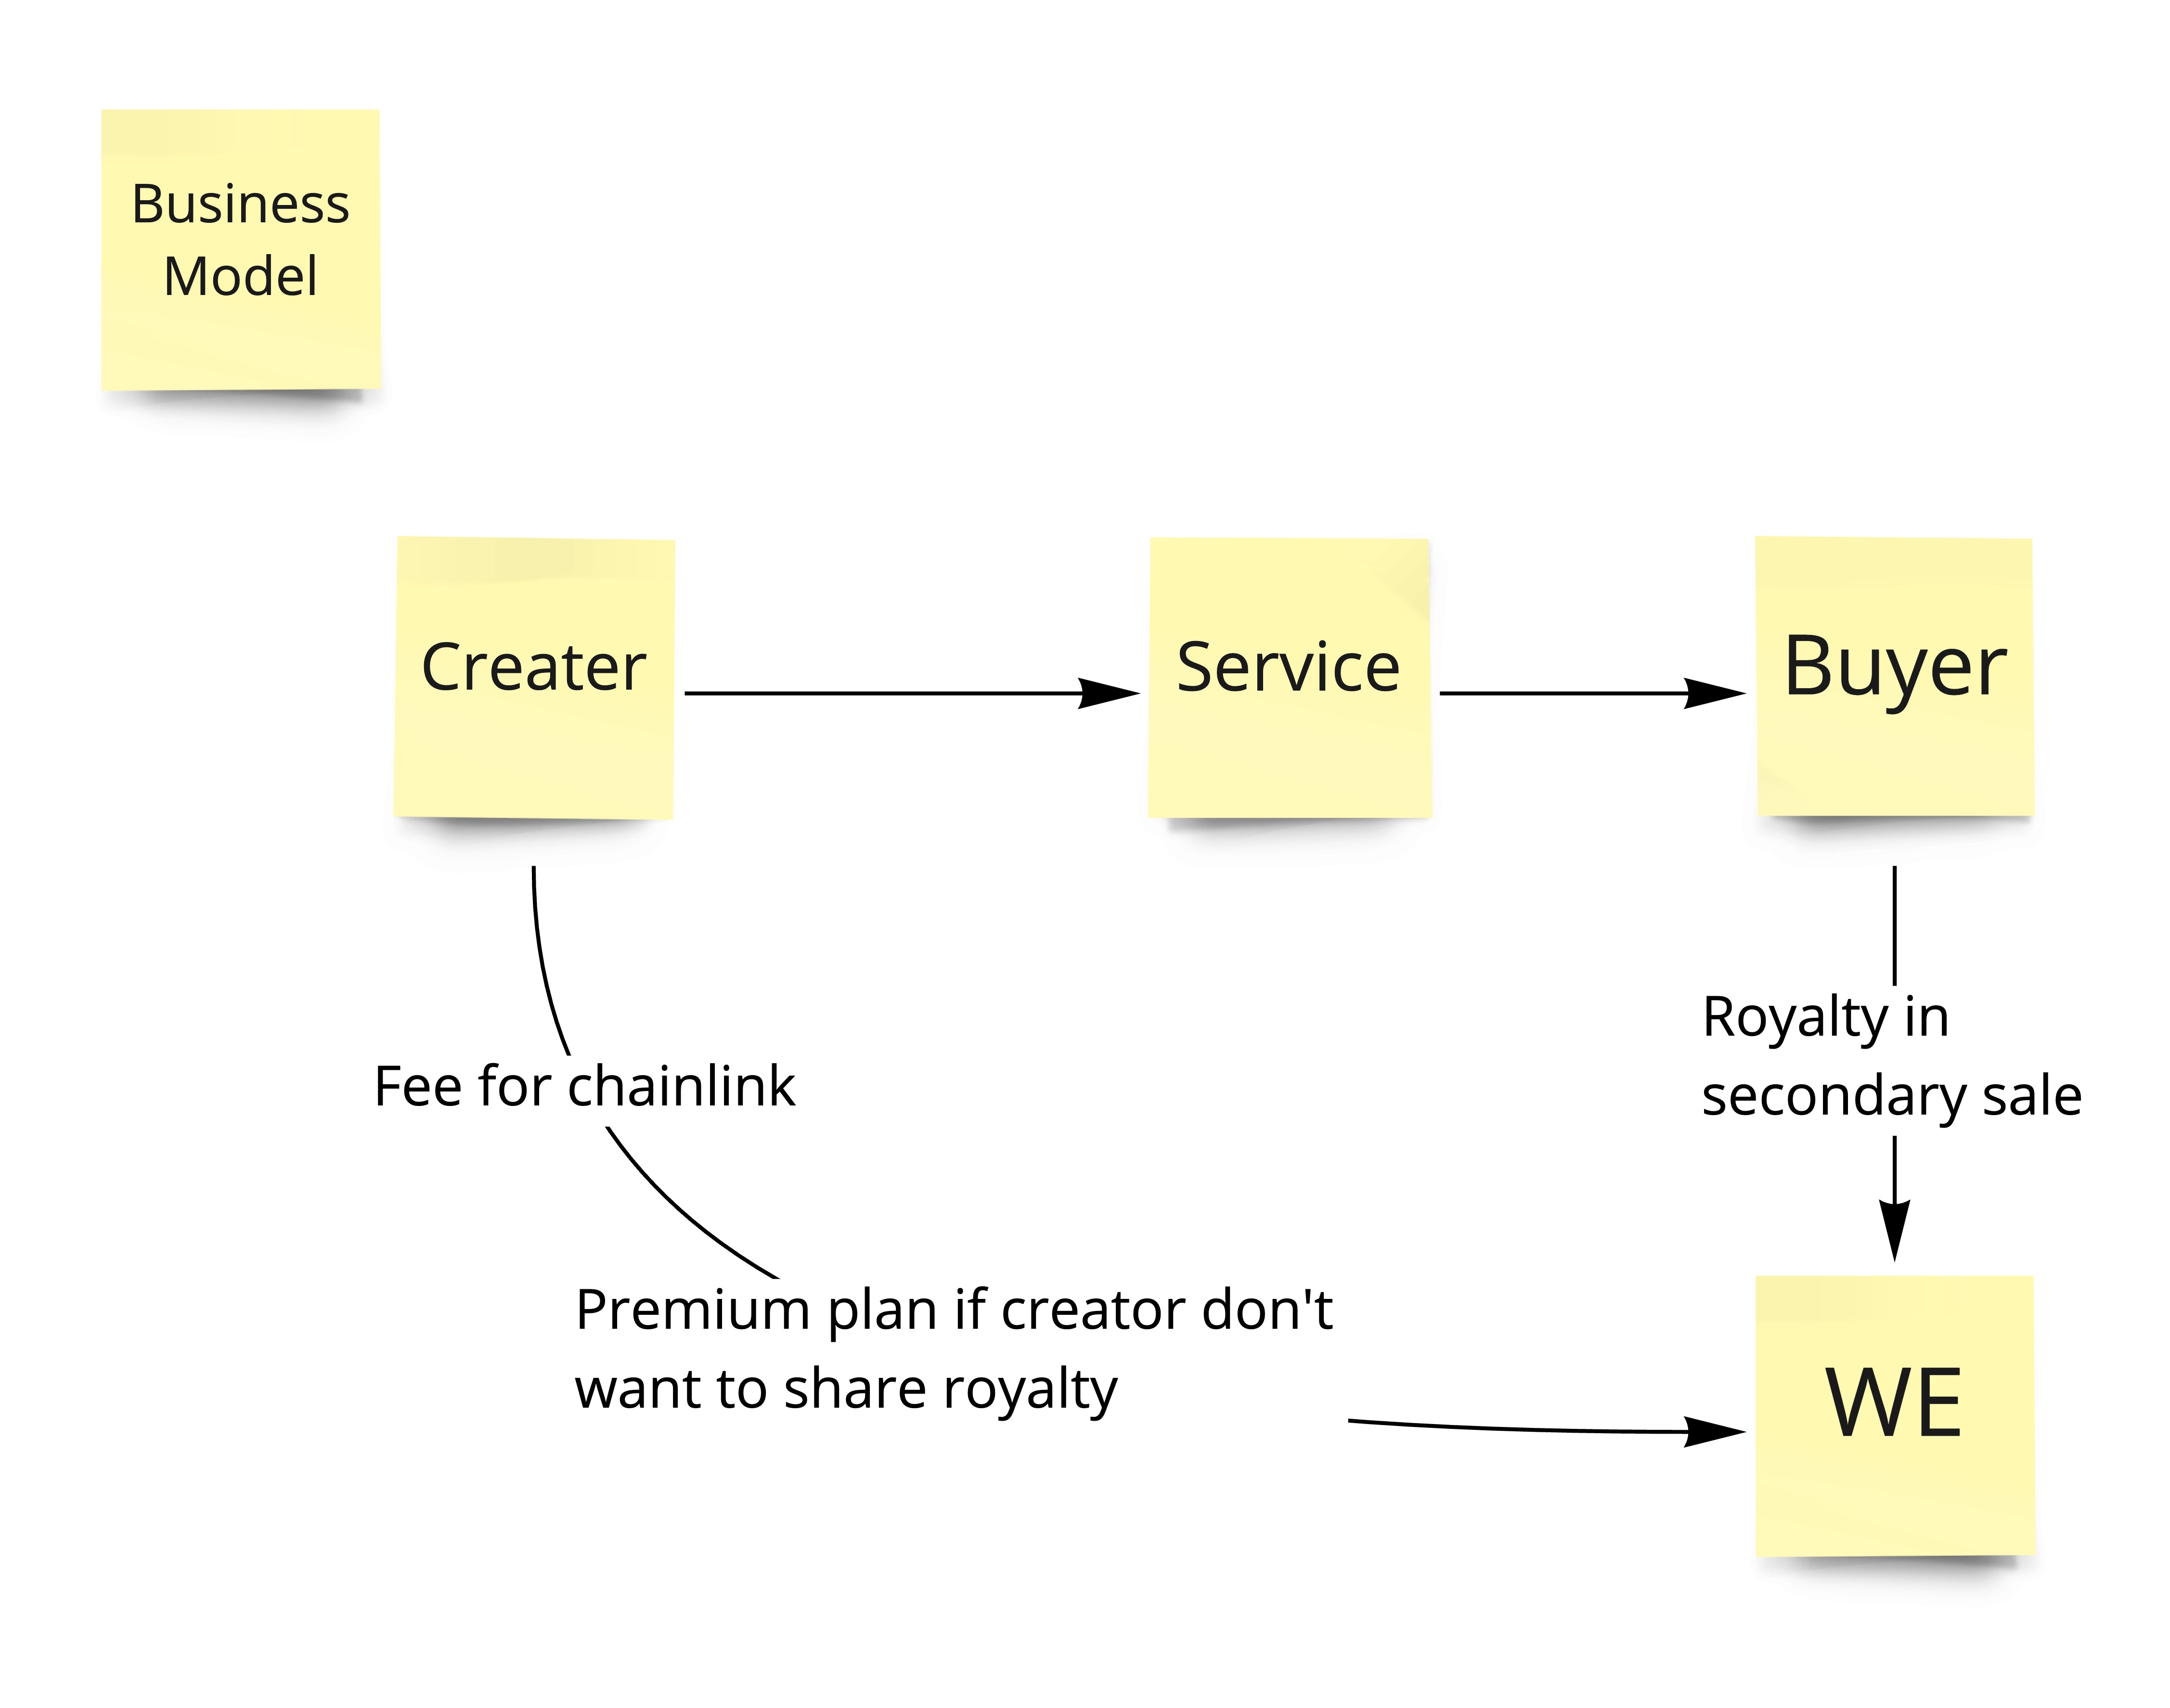 Business
Model
Creater
Service
Buyer
Royalty in
secondary sale
Fee for chainlink
Premium plan if creator don't
want to share royalty
WE